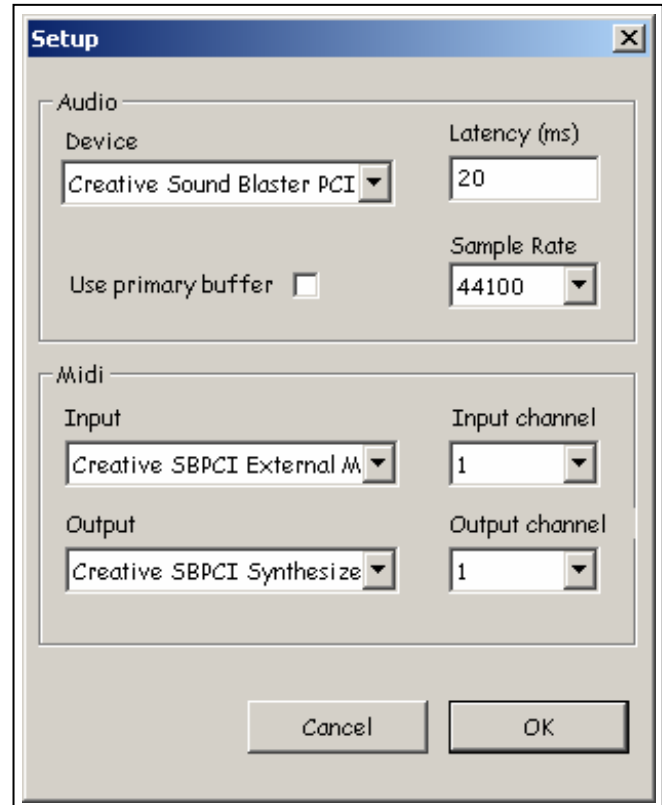 Setup
Audio
Device
Latency (ms)
Creative Sound Blaster PCI
20
Use primary buffer
Sample Rate
44100
Midi
Input
Input channel
Creative SBPCI External M
1
Output
Output channel
Creative SBPCI Synthesize
1
Cancel
OK